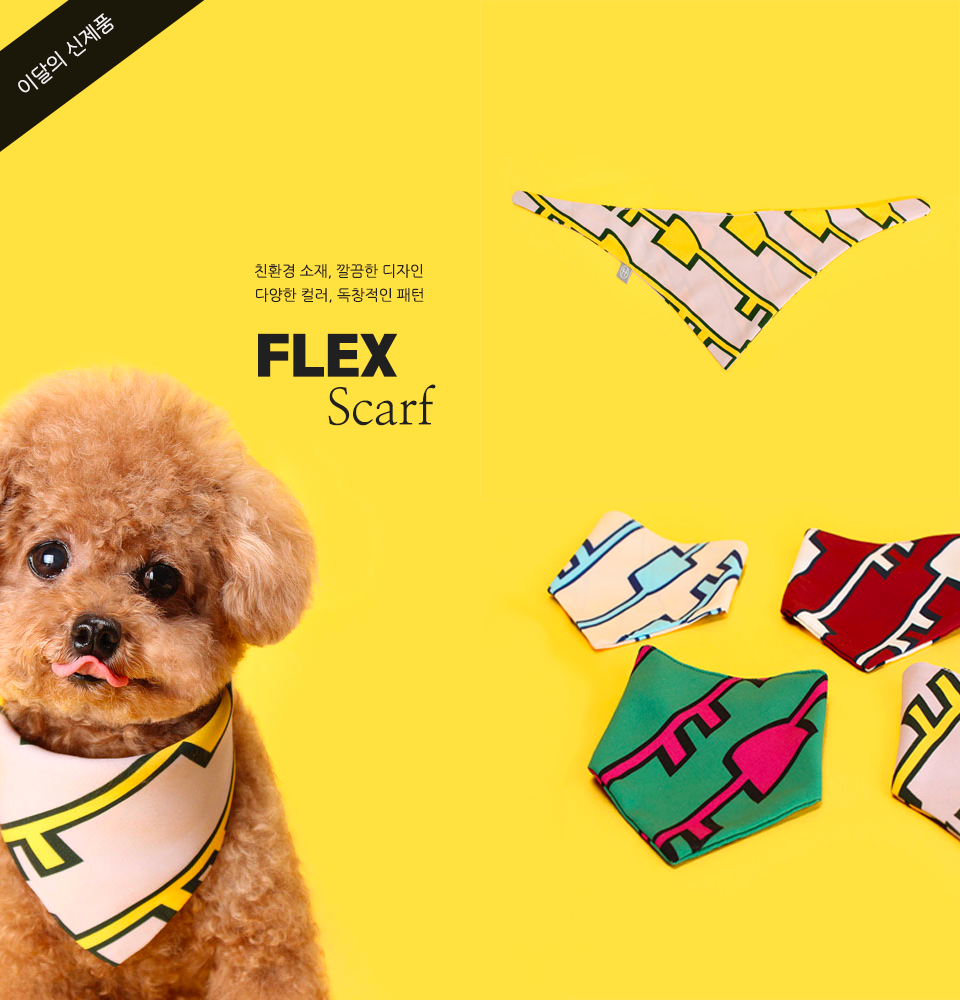 이달의 신제품
친환경 소재, 깔끔한 디자인
다양한 컬러, 독창적인 패턴
FLEX
Scarf